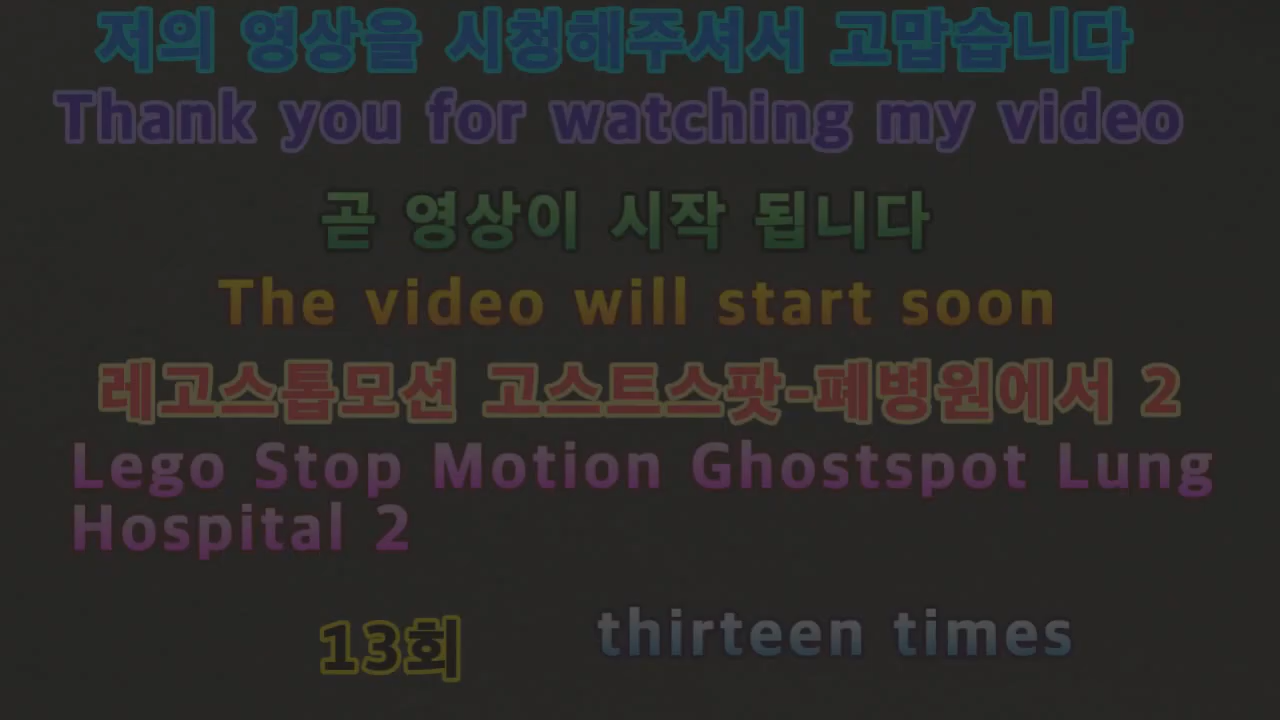 저의 영상을 시청해주셔서 고맙습니다
Thank you for watching my video
곧 영상이 시작 됩니다
The video will start soon
레고스톱모션 고스트스팟-폐병원에서 2
Lego Stop Motion Ghostspot Lung
Hospital 2
13회 thirteen times